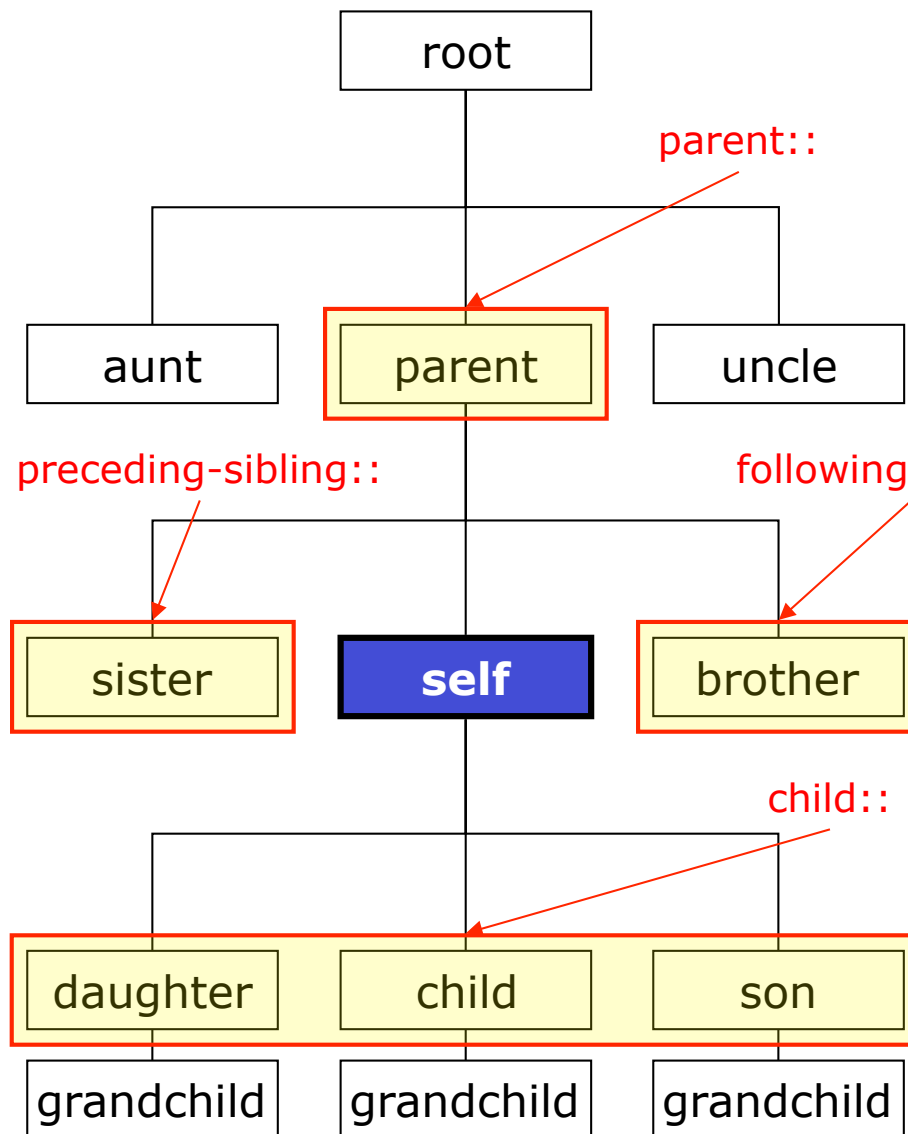 root
parent::
aunt parent uncle
preceding-sibling:: following
sister self brother
child::
daughter child son
grandchild grandchild grandchild